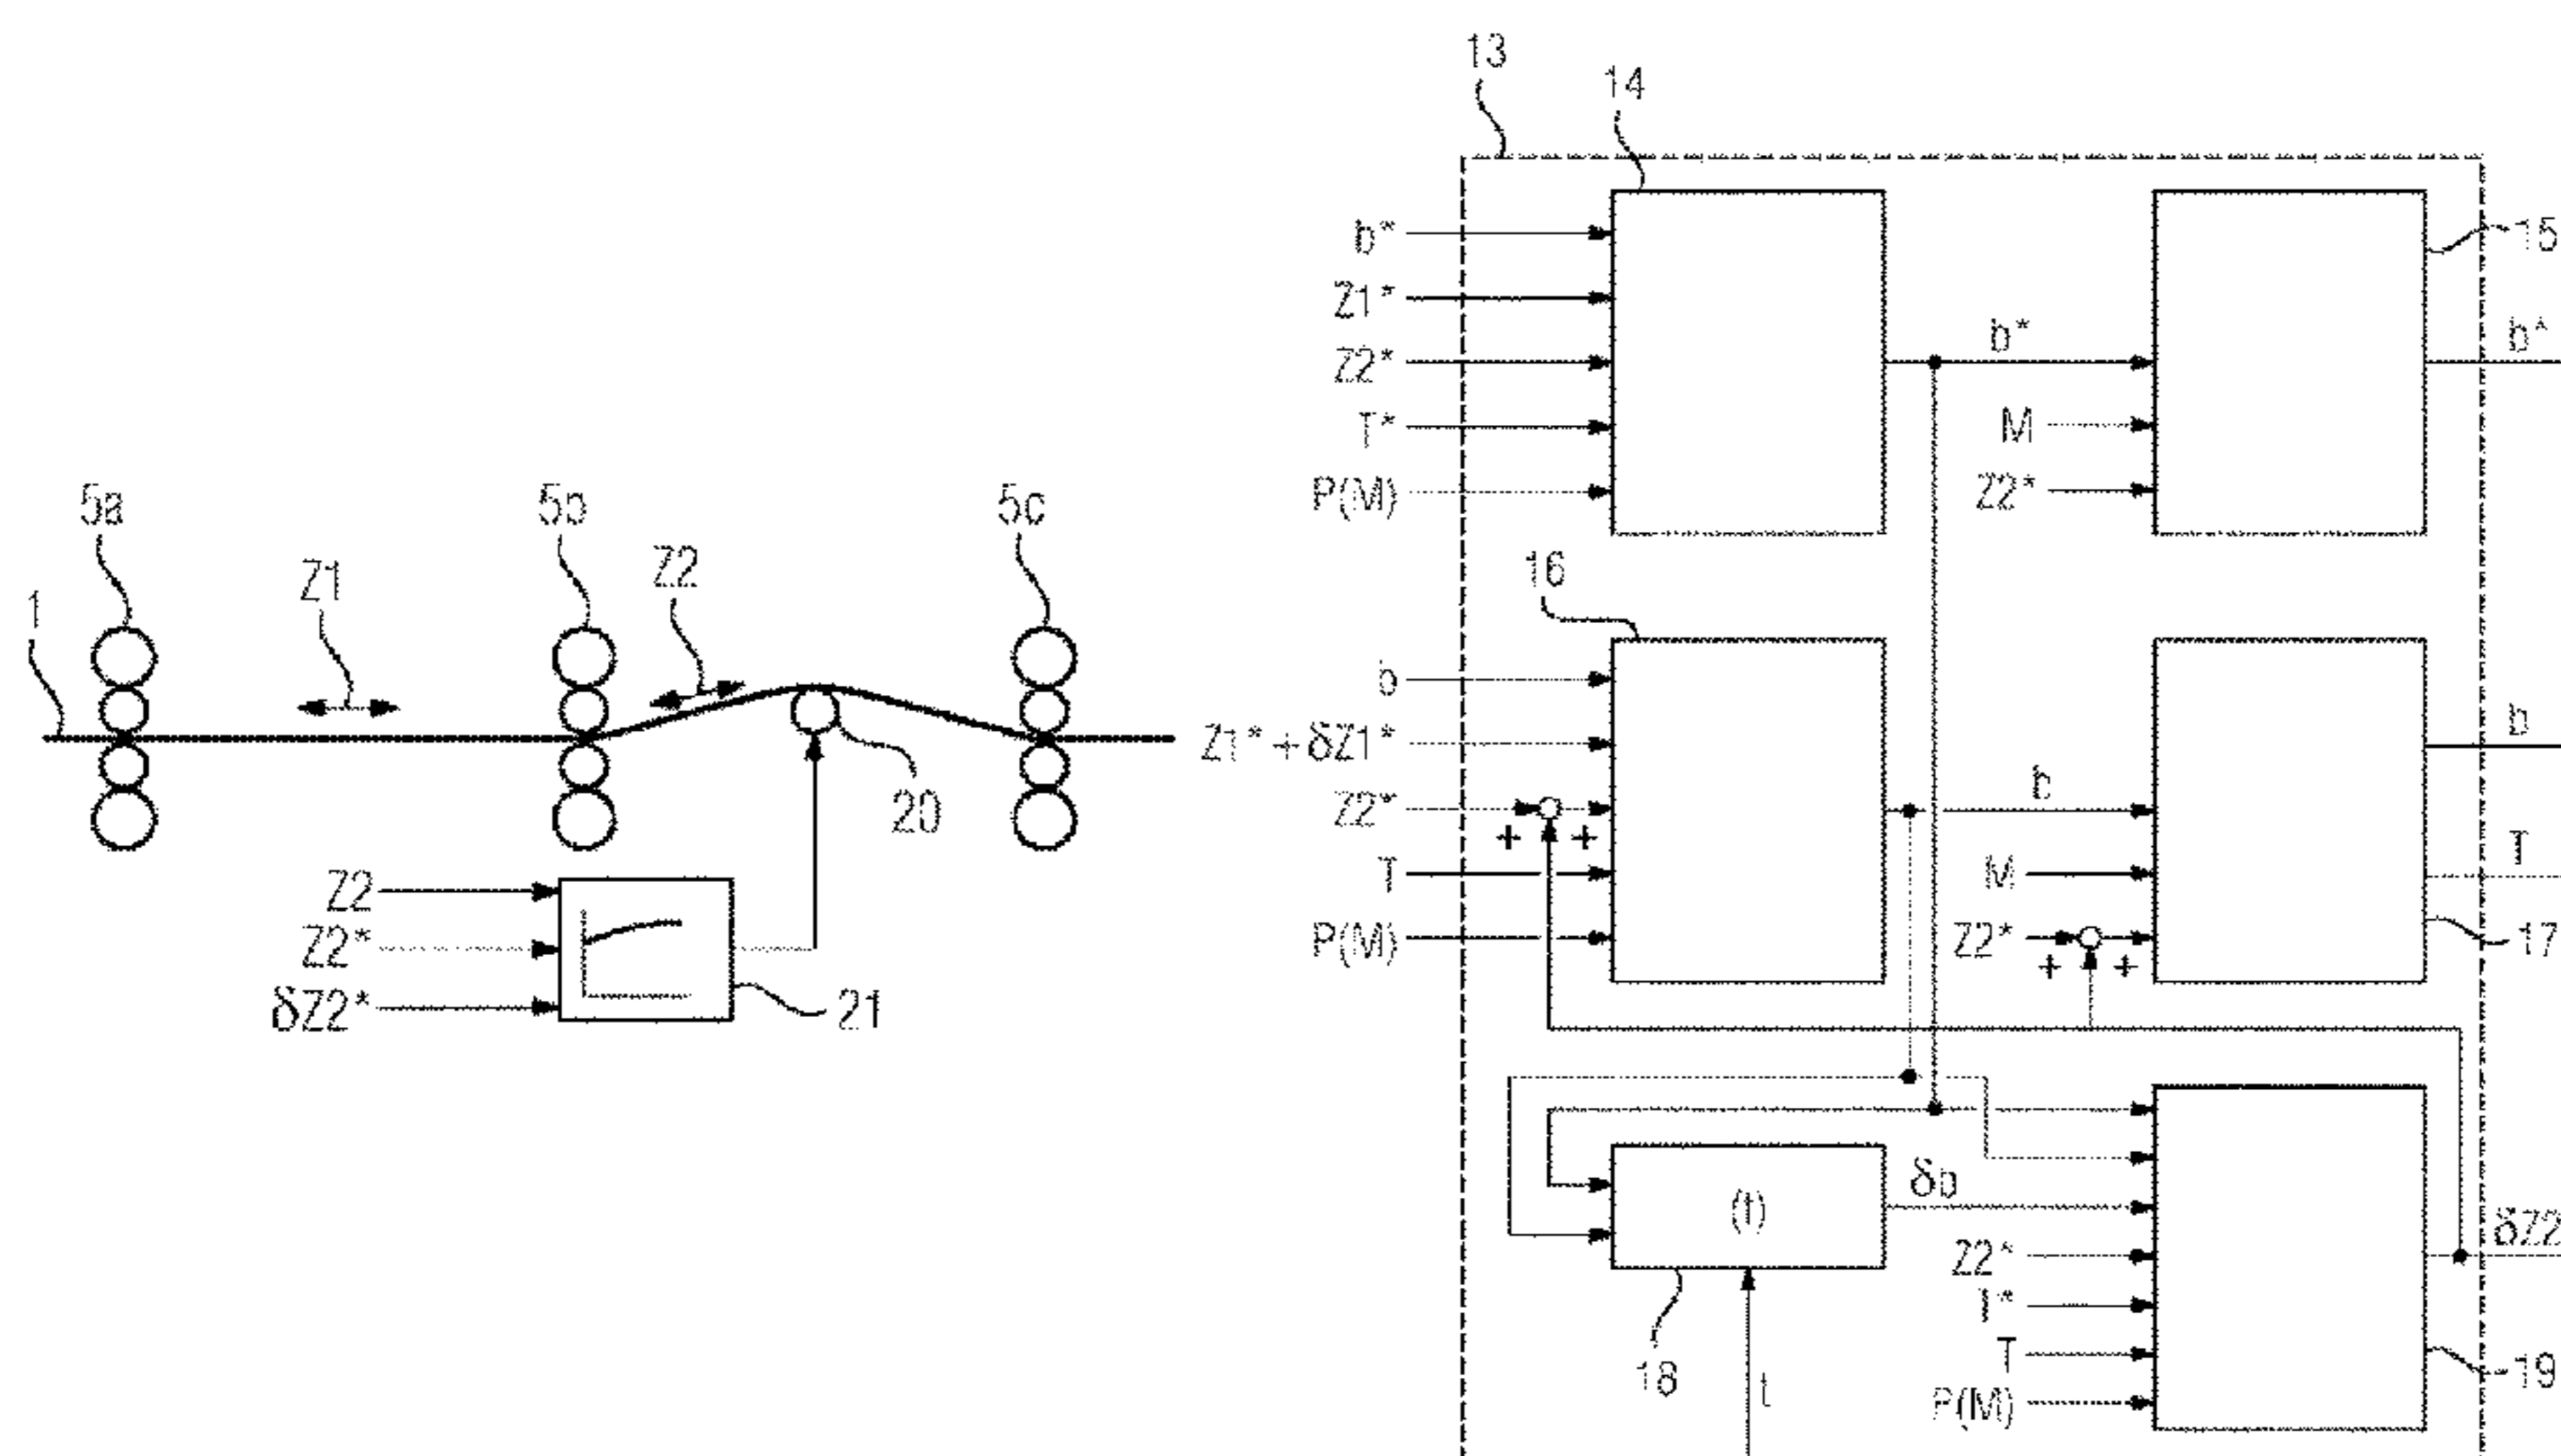 5a
5b
5c
Z1
Z2
1
20
Z2
Z2*
δZ2*
21
13
14
b*
Z1*
Z2*
T*
P(M)
b*
M
Z2*
15
b*
16
b
Z1*+δZ1*
Z2*
+ +
T
P(M)
b
M
Z2*
+ +
b
T
17
(t)
δb
18
t
Z2*
T*
T
P(M)
δZ2
19